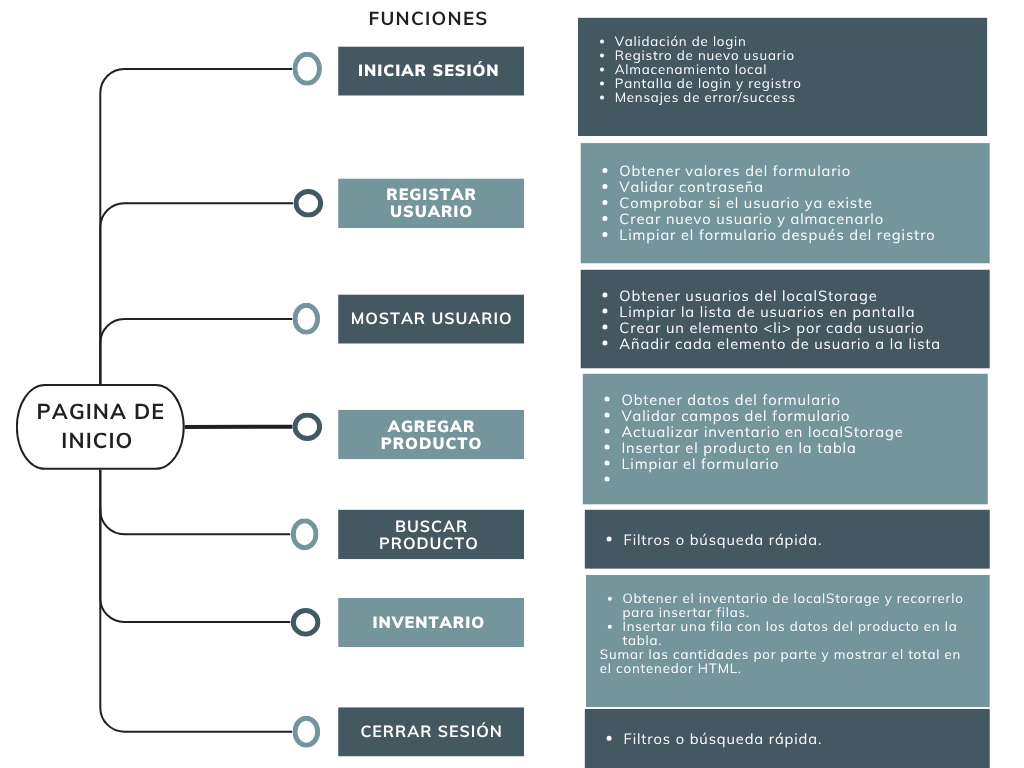 FUNCIONES
INICIAR SESIÓN
• Validación de login
• Registro de nuevo usuario
• Almacenamiento local
• Pantalla de login y registro
• Mensajes de error/success
REGISTAR
USUARIO
• Obtener valores del formulario
• Validar contraseña
• Comprobar si el usuario ya existe
• Crear nuevo usuario y almacenarlo
• Limpiar el formulario después del registro
MOSTAR USUARIO
• Obtener usuarios del localStorage
• Limpiar la lista de usuarios en pantalla
• Crear un elemento <li> por cada usuario
• Añadir cada elemento de usuario a la lista
PAGINA DE
INICIO
AGREGAR
PRODUCTO
• Obtener datos del formulario
• Validar campos del formulario
• Actualizar inventario en localStorage
• Insertar el producto en la tabla
• Limpiar el formulario
•
BUSCAR
PRODUCTO
• Filtros o búsqueda rápida.
INVENTARIO
• Obtener el inventario de localStorage y recorrerlo
para insertar filas.
• Insertar una fila con los datos del producto en la
tabla.
Sumar las cantidades por parte y mostrar el total en
el contenedor HTML.
CERRAR SESIÓN
• Filtros o búsqueda rápida.